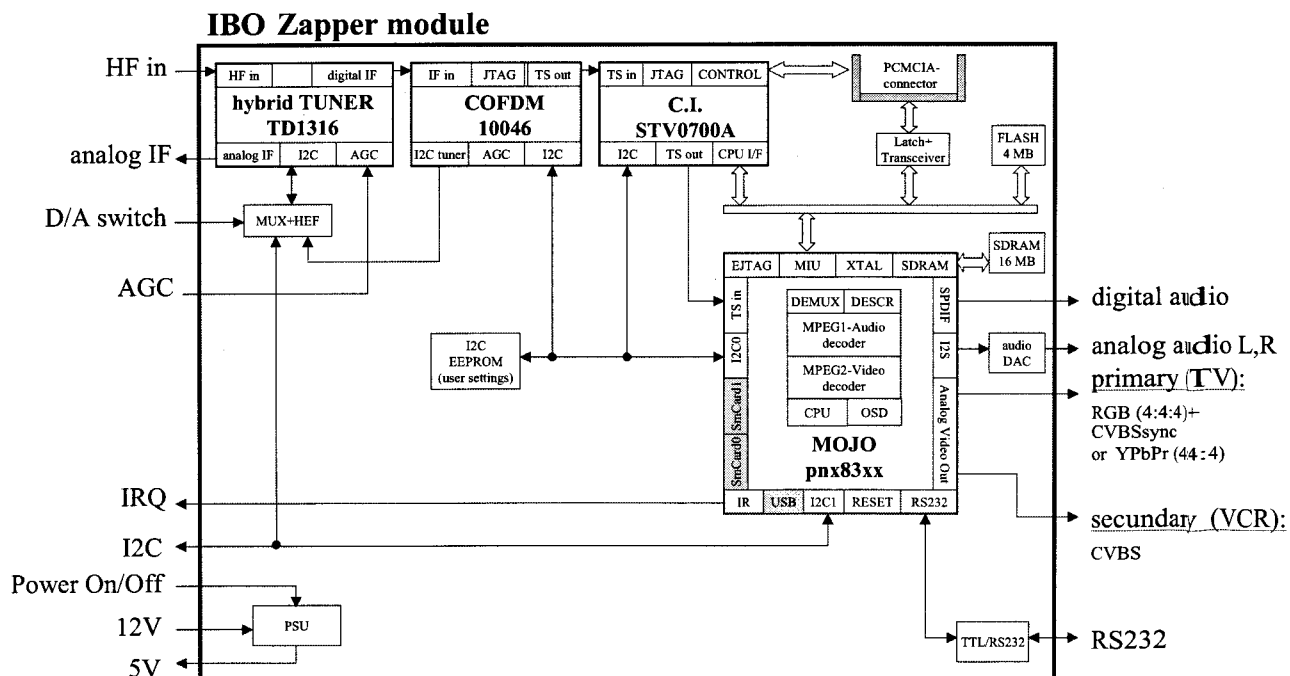 IBO Zapper module
HF in
analog IF
D/A switch
AGC
IRQ
I2C
Power On/Off
12V
5V
HF in
digital IF
hybrid TUNER
TD1316
analog IF
I2C
AGC
MUX+HEF
IF in
JTAG
TS out
COFDM
10046
I2C tuner
AGC
I2C
TS in
JTAG
CONTROL
C.I.
STV0700A
I2C
TS out
CPU I/F
PCMCIA-
connector
Latch+
Transceiver
FLASH
4 MB
SDRAM
16 MB
I2C
EEPROM
(user settings)
EJTAG
MIU
XTAL
SDRAM
TS in
I2C0
SmCard1
SmCard0
DEMUX
DESCR
MPEG1-Audio
decoder
MPEG2-Video
decoder
CPU
OSD
MOJO
pnx83xx
SPDIF
I2S
Analog Video Out
IR
USB
I2C1
RESET
RS232
audio
DAC
PSU
TTL/RS232
digital audio
analog audio L,R
primary (TV):
RGB (4:4:4)+
CVBSsync
or YPbPr (44:4)
secundary (VCR):
CVBS
RS232